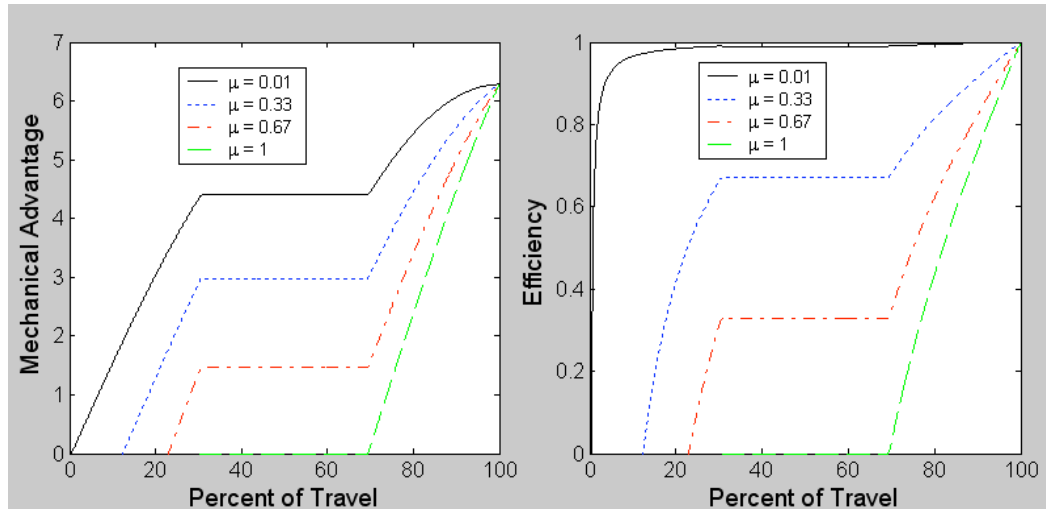 Mechanical Advantage
7
6
5
4
3
2
1
0
μ = 0.01
μ = 0.33
μ = 0.67
μ = 1
0 20 40 60 80 100
Percent of Travel
Efficiency
1
0.8
0.6
0.4
0.2
0
μ = 0.01
μ = 0.33
μ = 0.67
μ = 1
0 20 40 60 80 100
Percent of Travel